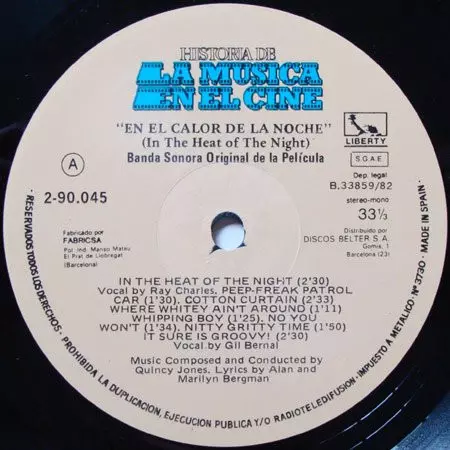 HISTORIA DE
LA MUSICA
EN EL CINE
"EN EL CALOR DE LA NOCHE"
(In The Heat of The Night)
Banda Sonora Original de la Película
LIBERTY
S.G.A.E
Dep. legal
B.33859/82
stereo-mono
33⅓
A
2-90.045
Fabricado por
FABRICSA
Pol. Ind. Manso Mateu
El Prat de Llobregat
(Barcelona)
Distribuido por
DISCOS BELTER S.A.
Gomis, 1
Barcelona (23)
IN THE HEAT OF THE NIGHT (2'30)
Vocal by Ray Charles, PEEP-FREAK PATROL
CAR (1'30). COTTON CURTAIN (2'33)
WHERE WHITEY AIN'T AROUND (1'11)
WHIPPING BOY (1'25). NO YOU
WON'T (1'34). NITTY GRITTY TIME (1'50)
IT SURE IS GROOVY! (2'30)
Vocal by Gil Bernal
Music Composed and Conducted by
Quincy Jones, Lyrics by Alan and
Marilyn Bergman
- RESERVADOS TODOS LOS DERECHOS - PROHIBIDA LA DUPLICACION, EJECUCION PUBLICA Y/O RADIOTELEDIFUSION - IMPUESTO A METALICO, Nº 3730 - MADE IN SPAIN -